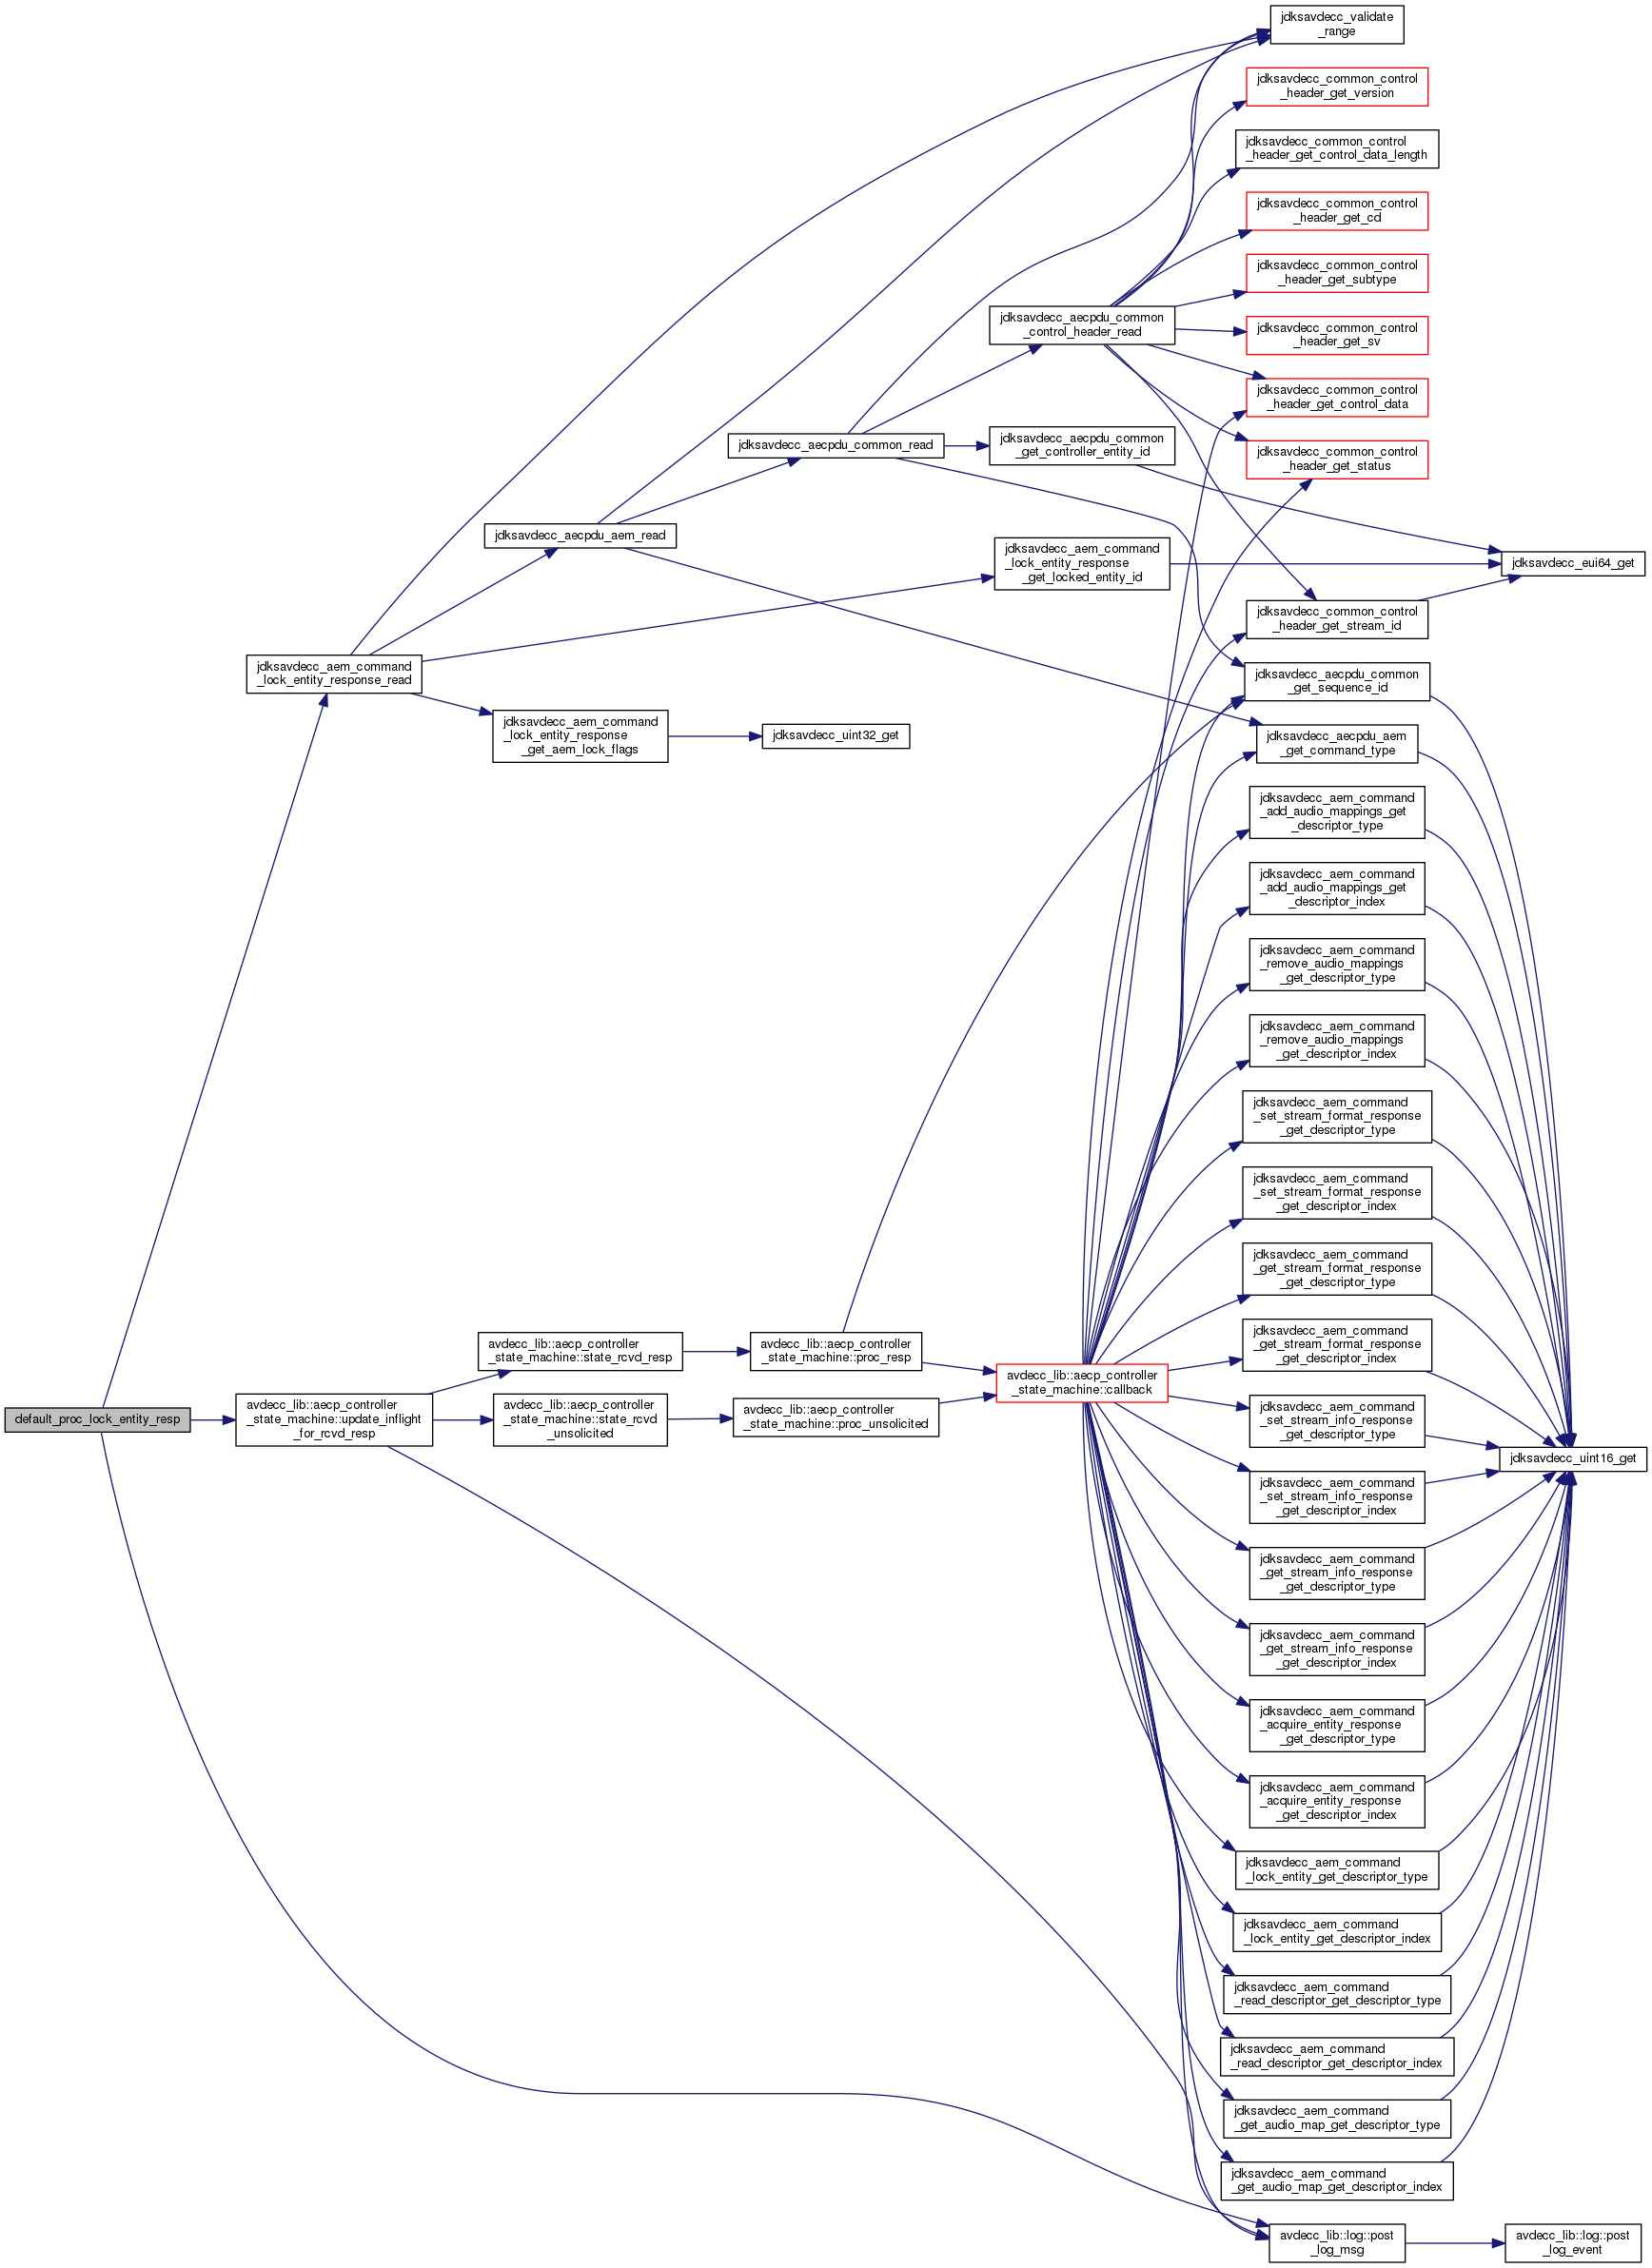 jdksavdecc_validate
_range
jdksavdecc_common_control
_header_get_version
jdksavdecc_common_control
_header_get_control_data_length
jdksavdecc_common_control
_header_get_cd
jdksavdecc_common_control
_header_get_subtype
jdksavdecc_aecpdu_common
_control_header_read
jdksavdecc_common_control
_header_get_sv
jdksavdecc_common_control
_header_get_control_data
jdksavdecc_aecpdu_common_read
jdksavdecc_aecpdu_common
_get_controller_entity_id
jdksavdecc_common_control
_header_get_status
jdksavdecc_aecpdu_aem_read
jdksavdecc_aem_command
_lock_entity_response
_get_locked_entity_id
jdksavdecc_eui64_get
jdksavdecc_common_control
_header_get_stream_id
jdksavdecc_aem_command
_lock_entity_response_read
jdksavdecc_aecpdu_common
_get_sequence_id
jdksavdecc_aem_command
_lock_entity_response
_get_aem_lock_flags
jdksavdecc_uint32_get
jdksavdecc_aecpdu_aem
_get_command_type
jdksavdecc_aem_command
_add_audio_mappings_get
_descriptor_type
jdksavdecc_aem_command
_add_audio_mappings_get
_descriptor_index
jdksavdecc_aem_command
_remove_audio_mappings
_get_descriptor_type
jdksavdecc_aem_command
_remove_audio_mappings
_get_descriptor_index
jdksavdecc_aem_command
_set_stream_format_response
_get_descriptor_type
jdksavdecc_aem_command
_set_stream_format_response
_get_descriptor_index
jdksavdecc_aem_command
_get_stream_format_response
_get_descriptor_type
avdecc_lib::aecp_controller
_state_machine::state_rcvd_resp
avdecc_lib::aecp_controller
_state_machine::proc_resp
jdksavdecc_aem_command
_get_stream_format_response
_get_descriptor_index
avdecc_lib::aecp_controller
_state_machine::callback
default_proc_lock_entity_resp
avdecc_lib::aecp_controller
_state_machine::update_inflight
_for_rcvd_resp
avdecc_lib::aecp_controller
_state_machine::state_rcvd
_unsolicited
avdecc_lib::aecp_controller
_state_machine::proc_unsolicited
jdksavdecc_aem_command
_set_stream_info_response
_get_descriptor_type
jdksavdecc_uint16_get
jdksavdecc_aem_command
_set_stream_info_response
_get_descriptor_index
jdksavdecc_aem_command
_get_stream_info_response
_get_descriptor_type
jdksavdecc_aem_command
_get_stream_info_response
_get_descriptor_index
jdksavdecc_aem_command
_acquire_entity_response
_get_descriptor_type
jdksavdecc_aem_command
_acquire_entity_response
_get_descriptor_index
jdksavdecc_aem_command
_lock_entity_get_descriptor_type
jdksavdecc_aem_command
_lock_entity_get_descriptor_index
jdksavdecc_aem_command
_read_descriptor_get_descriptor_type
jdksavdecc_aem_command
_read_descriptor_get_descriptor_index
jdksavdecc_aem_command
_get_audio_map_get_descriptor_type
jdksavdecc_aem_command
_get_audio_map_get_descriptor_index
avdecc_lib::log::post
_log_msg
avdecc_lib::log::post
_log_event